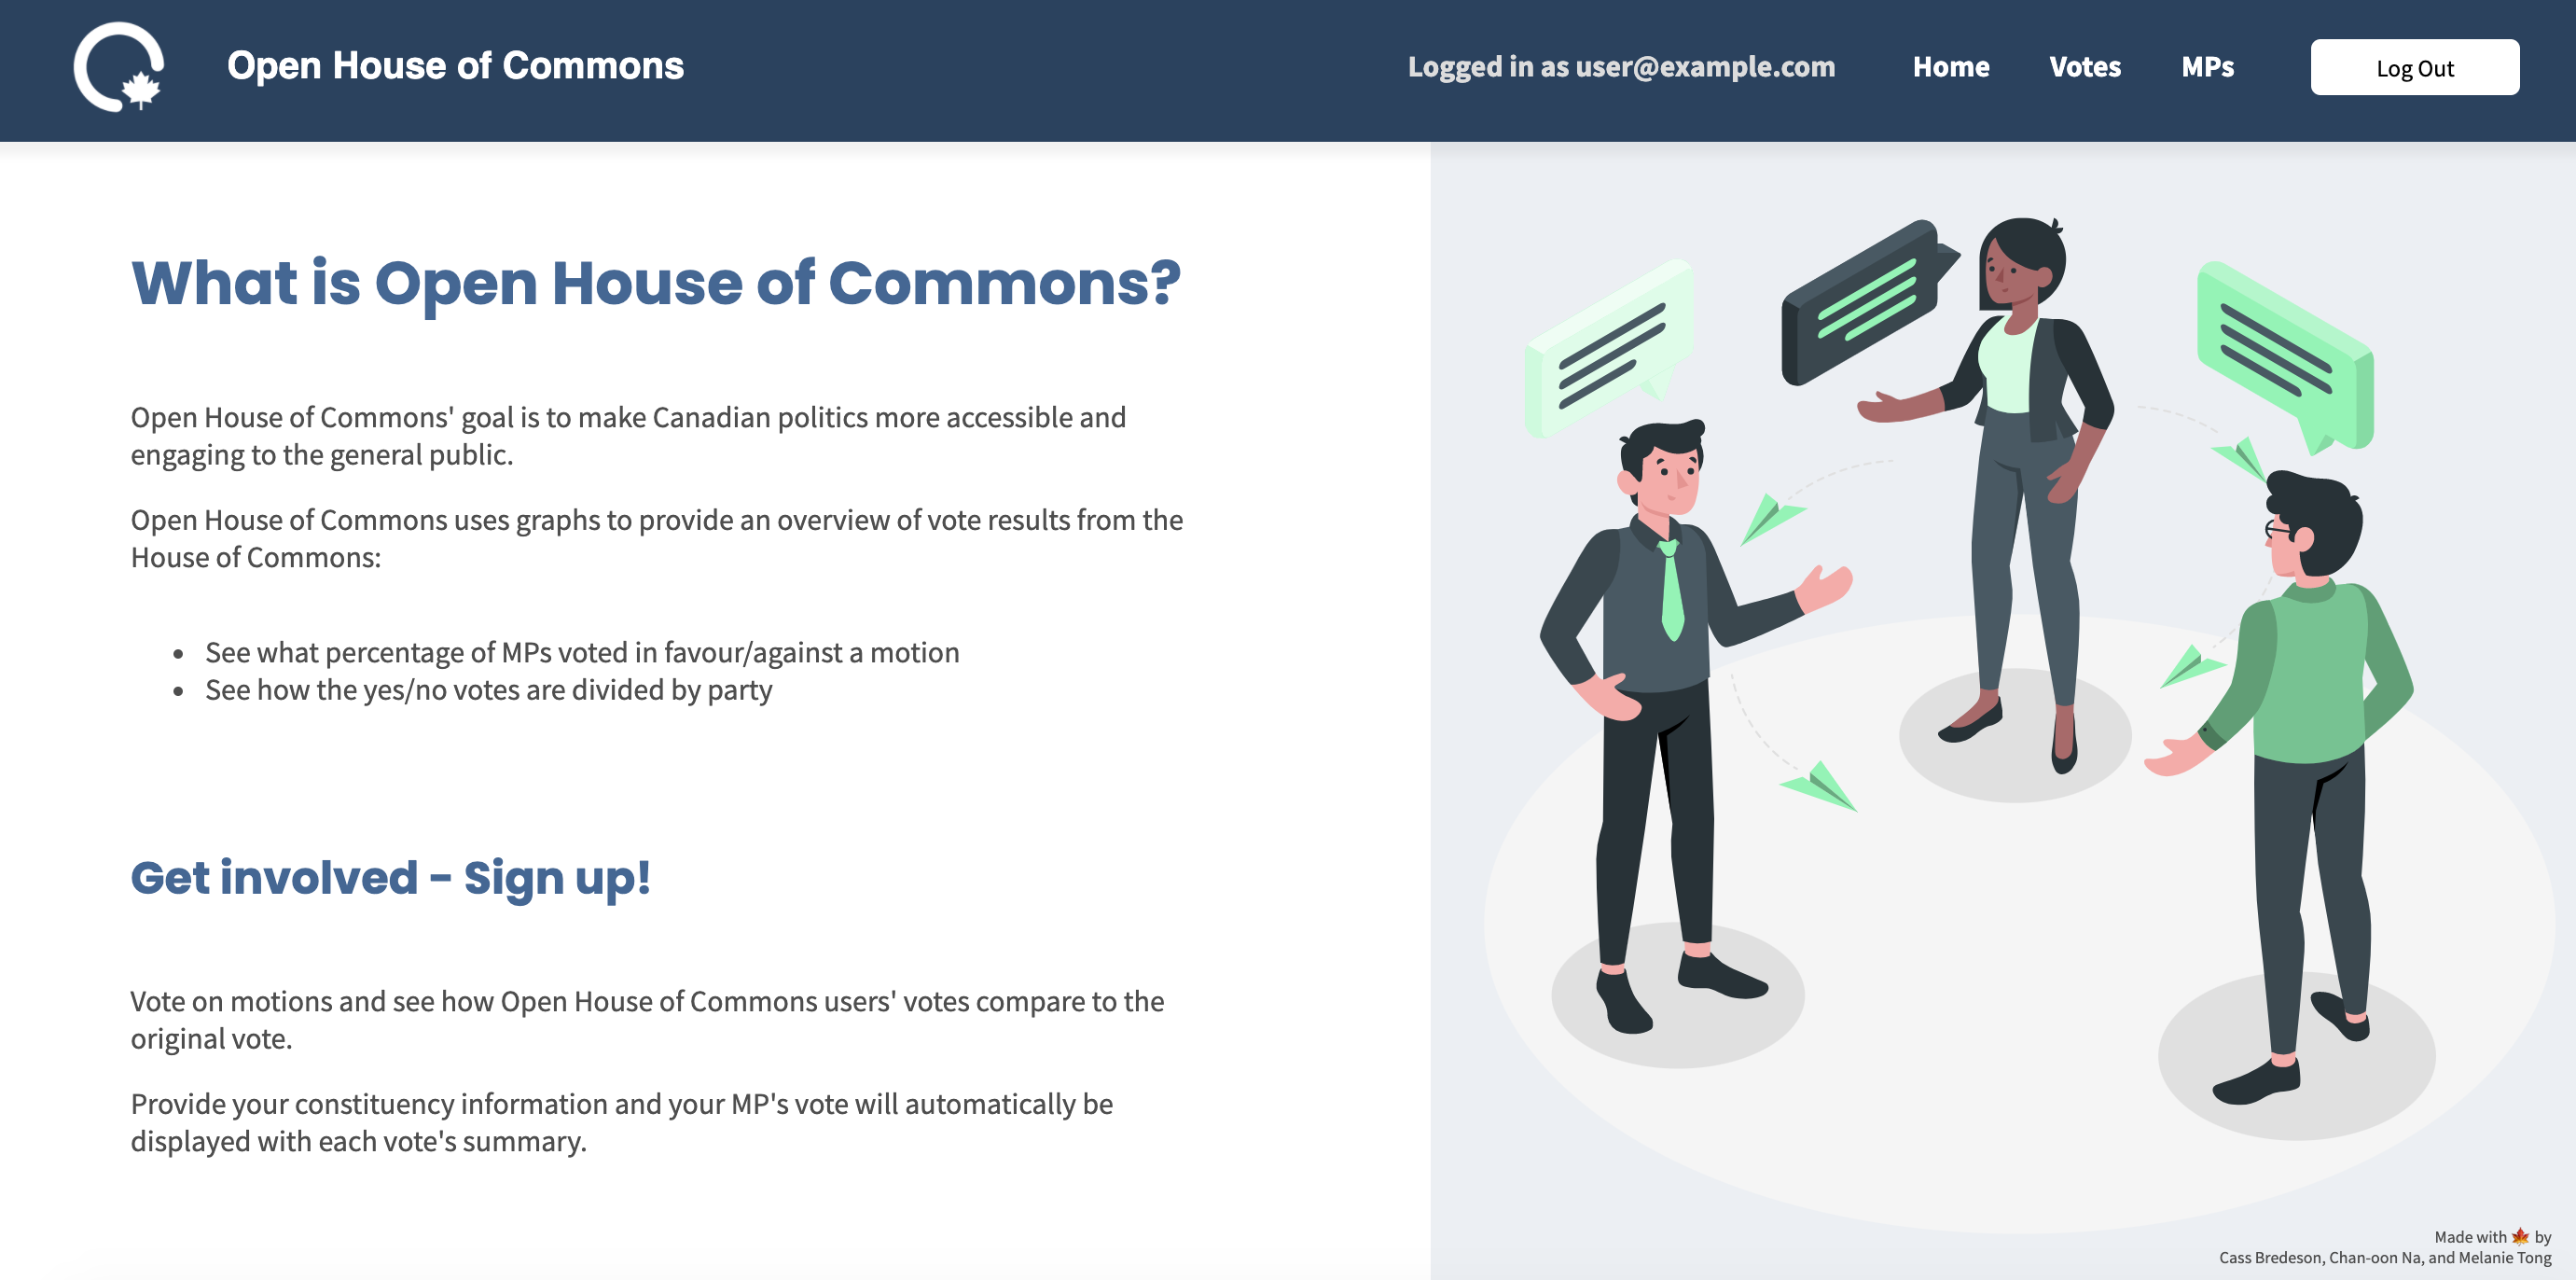 Open House of Commons
Logged in as user@example.com
Home
Votes
MPs
Log Out
What is Open House of Commons?
Open House of Commons' goal is to make Canadian politics more accessible and
engaging to the general public.
Open House of Commons uses graphs to provide an overview of vote results from the
House of Commons:
• See what percentage of MPs voted in favour/against a motion
• See how the yes/no votes are divided by party
Get involved - Sign up!
Vote on motions and see how Open House of Commons users' votes compare to the
original vote.
Provide your constituency information and your MP's vote will automatically be
displayed with each vote's summary.
Made with 🍁 by
Cass Bredeson, Chan-oon Na, and Melanie Tong